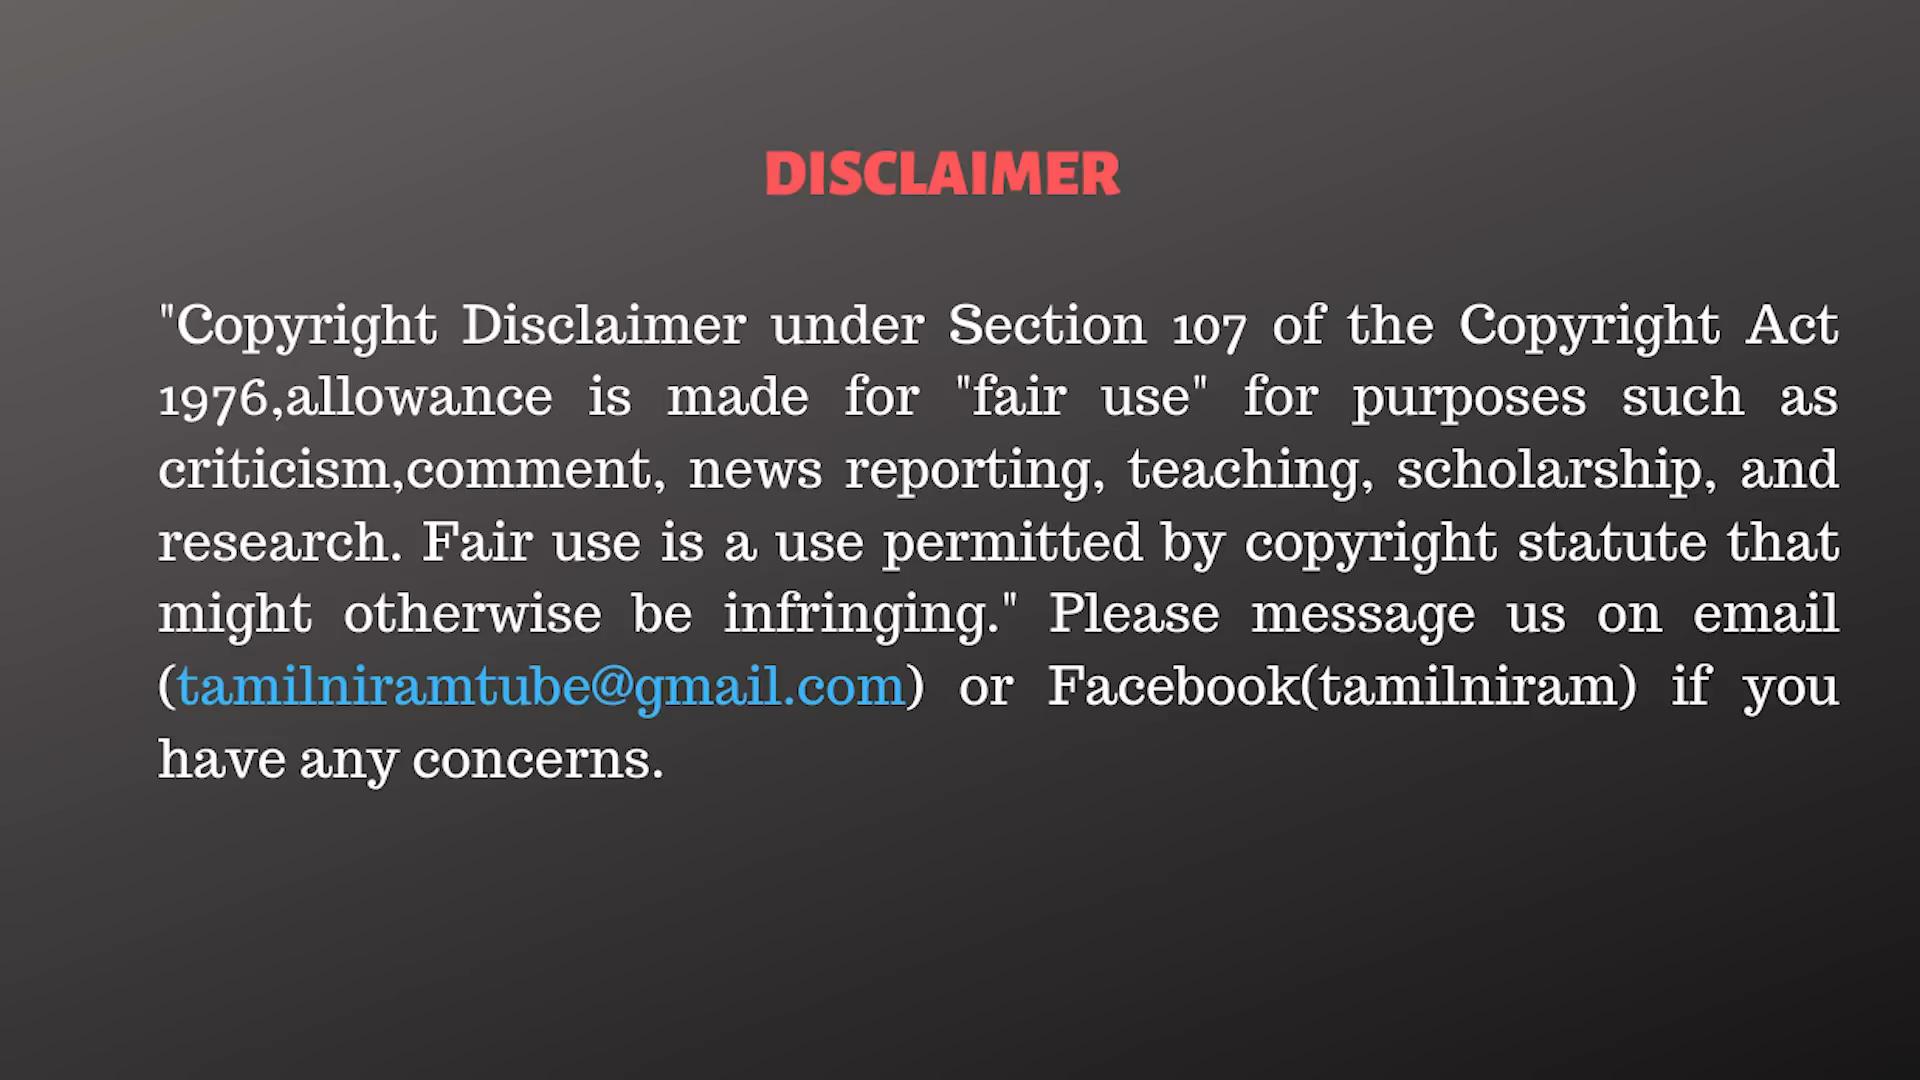 DISCLAIMER
"Copyright Disclaimer under Section 107 of the Copyright Act
1976,allowance is made for "fair use" for purposes such as
criticism,comment, news reporting, teaching, scholarship, and
research. Fair use is a use permitted by copyright statute that
might otherwise be infringing." Please message us on email
(tamilniramtube@gmail.com) or Facebook(tamilniram) if you
have any concerns.